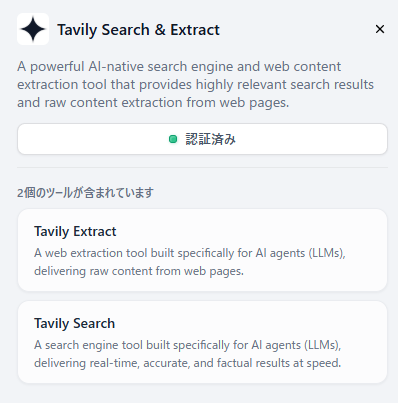 Tavily Search & Extract
A powerful AI-native search engine and web content
extraction tool that provides highly relevant search results
and raw content extraction from web pages.
認証済み
2個のツールが含まれています
Tavily Extract
A web extraction tool built specifically for AI agents (LLMs),
delivering raw content from web pages.
Tavily Search
A search engine tool built specifically for AI agents (LLMs),
delivering real-time, accurate, and factual results at speed.